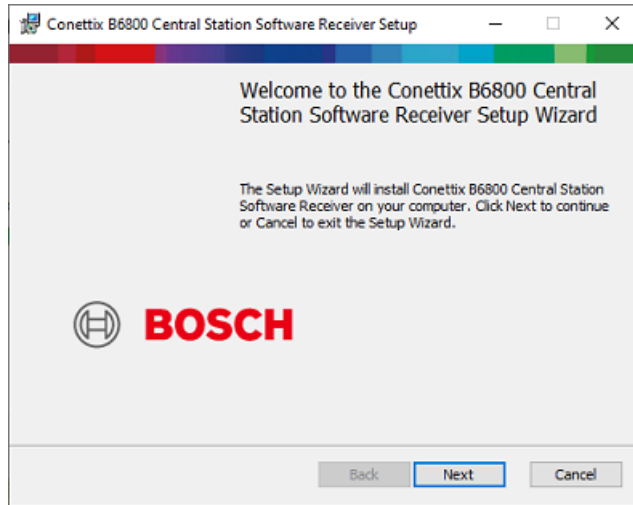 Conettix B6800 Central Station Software Receiver Setup
Welcome to the Conettix B6800 Central
Station Software Receiver Setup Wizard
The Setup Wizard will install Conettix B6800 Central Station
Software Receiver on your computer. Click Next to continue
or Cancel to exit the Setup Wizard.
BOSCH
Back Next Cancel